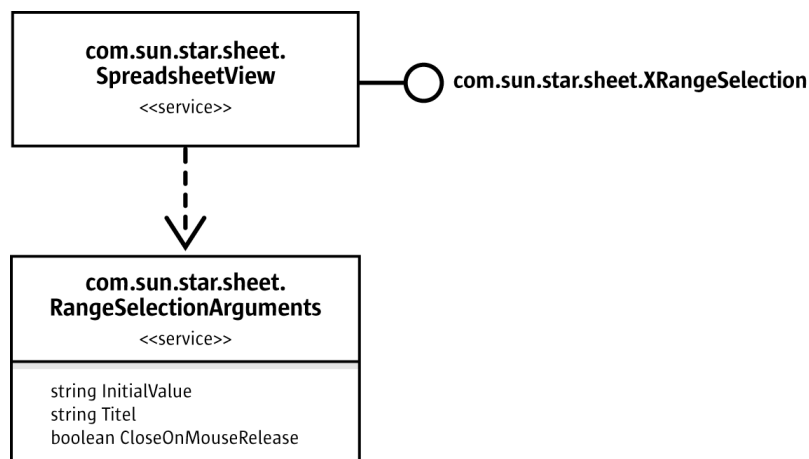 com.sun.star.sheet.
SpreadsheetView
<<service>>
com.sun.star.sheet.XRangeSelection
com.sun.star.sheet.
RangeSelectionArguments
<<service>>
string InitialValue
string Titel
boolean CloseOnMouseRelease